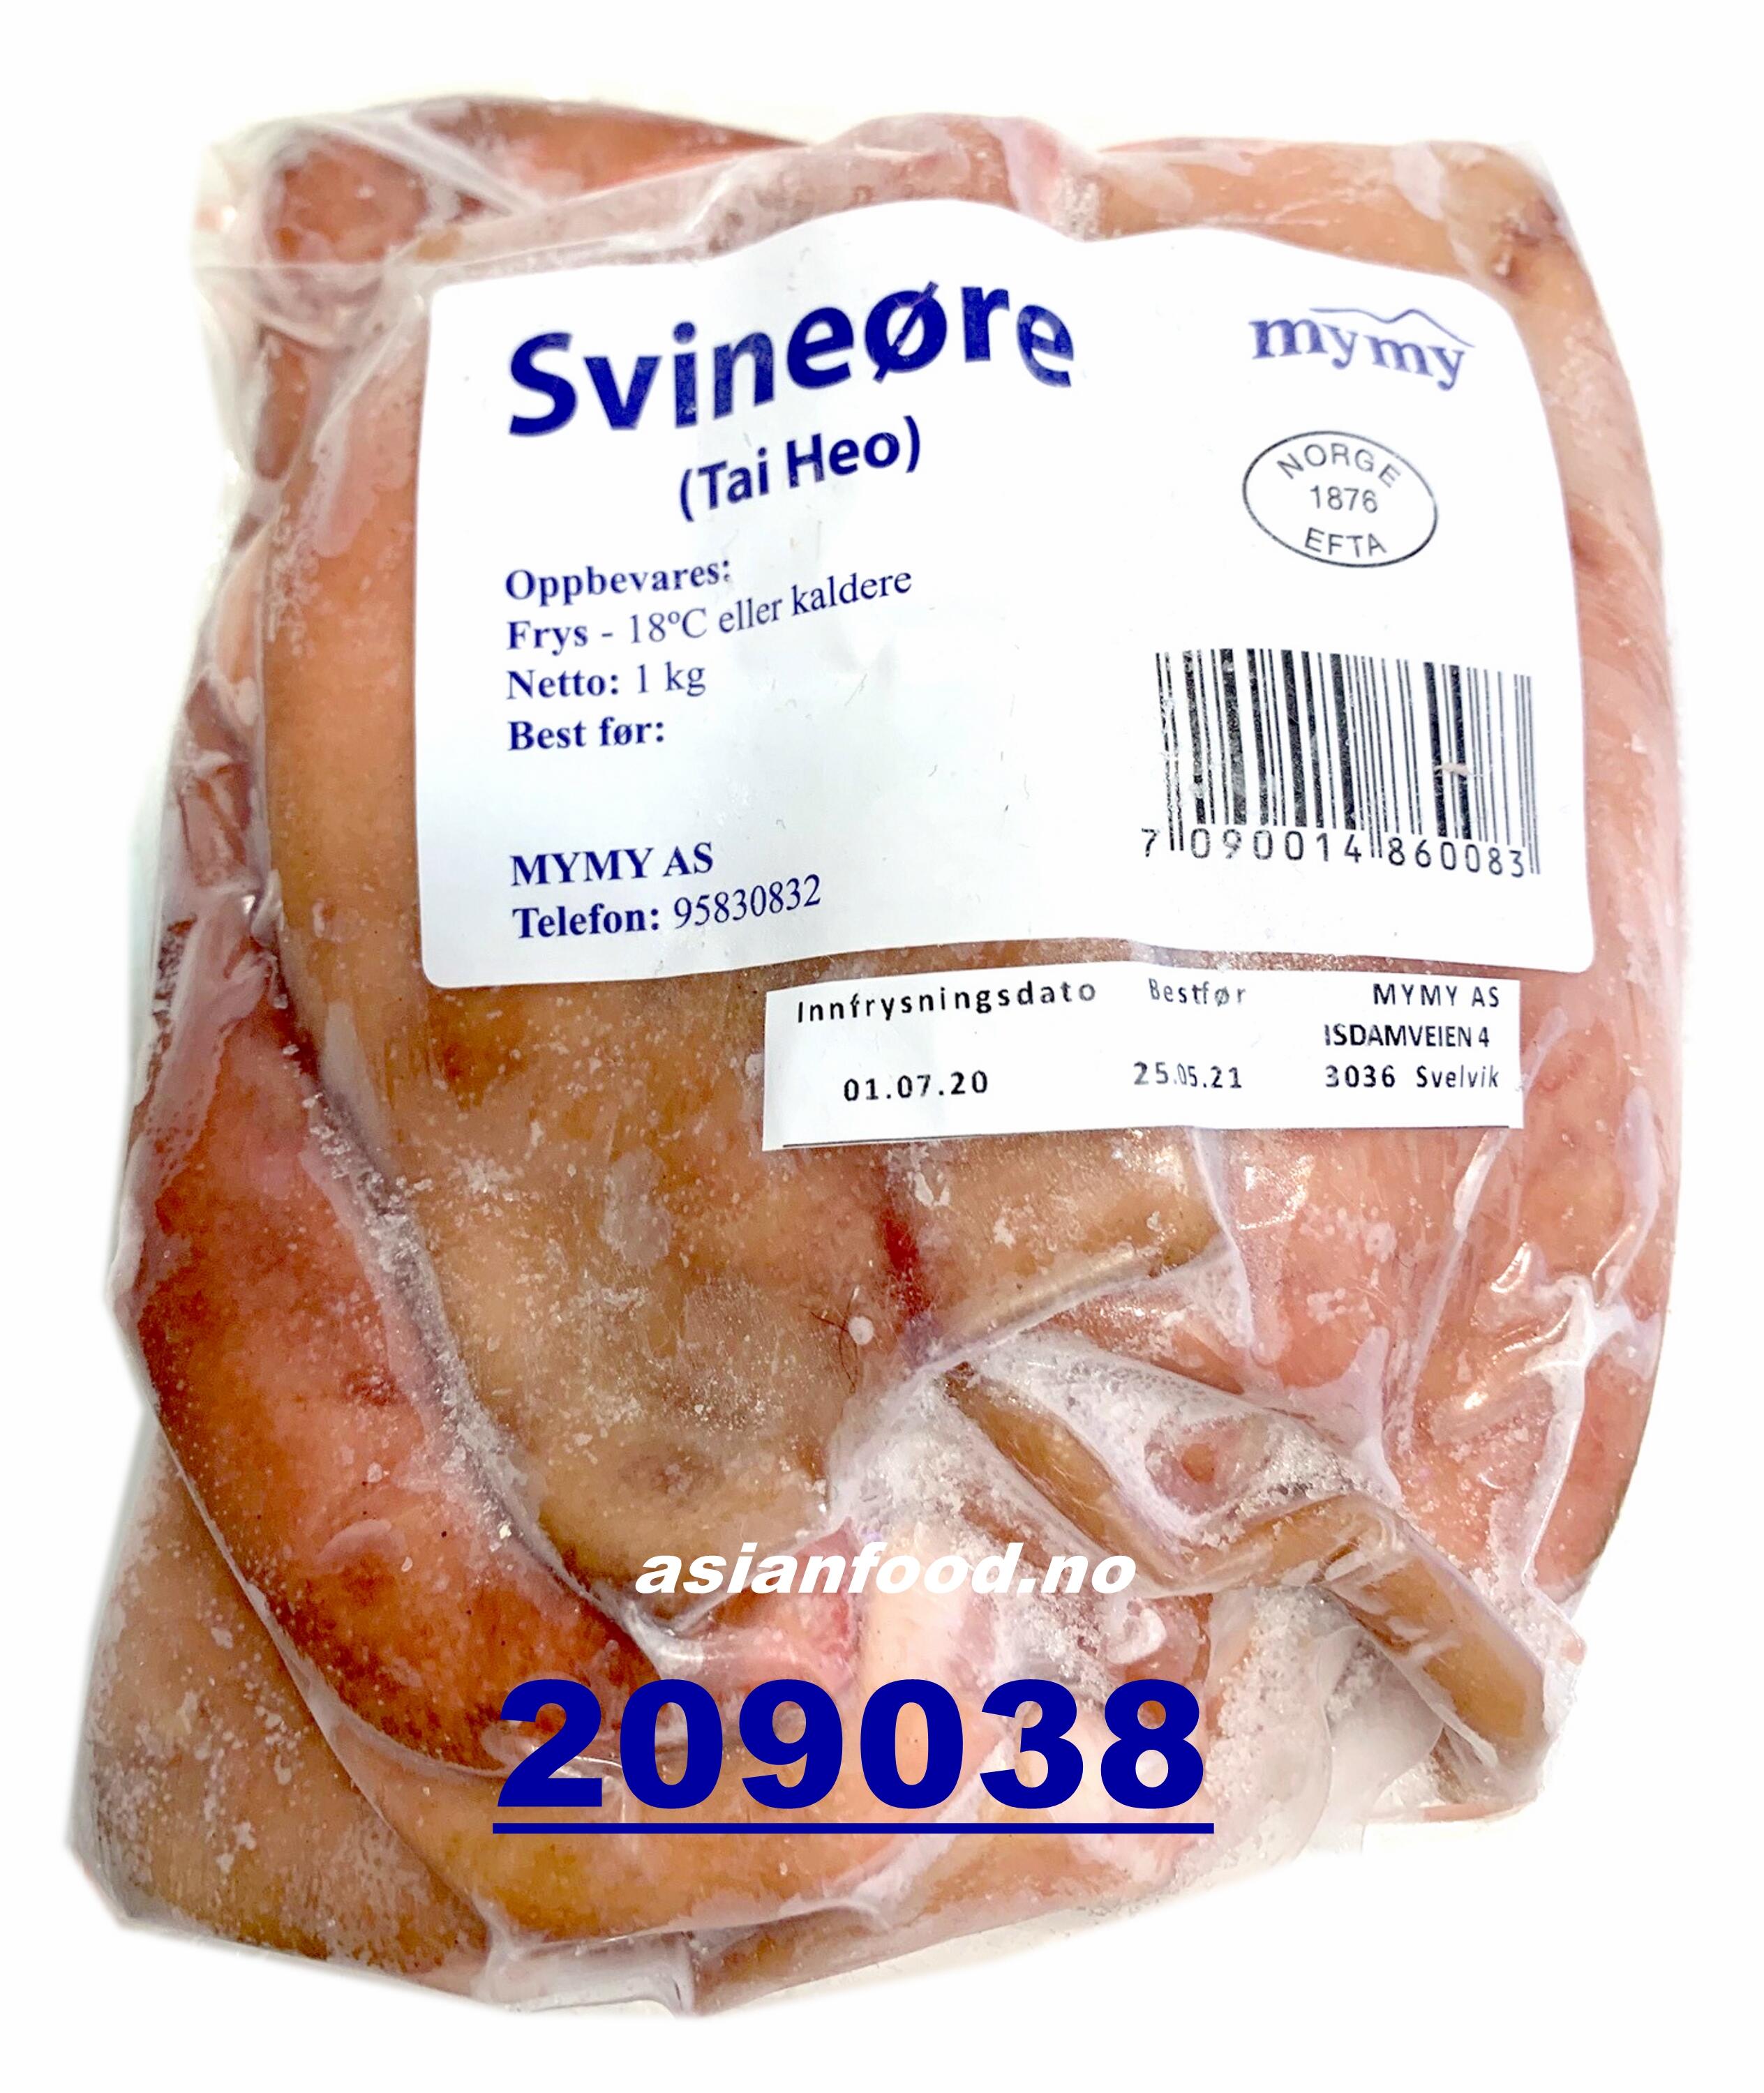 Svineøre
(Tai Heo)
mymy
NORGE
1876
EFTA
Oppbevares:
Frys - 18°C eller kaldere
Netto: 1 kg
Best før:
MYMY AS
Telefon: 95830832
7 090014 860083
Innfrysningsdato
01.07.20
Bestfør
25.05.21
MYMY AS
ISDAMVEIEN 4
3036 Svelvik
asianfood.no
209038